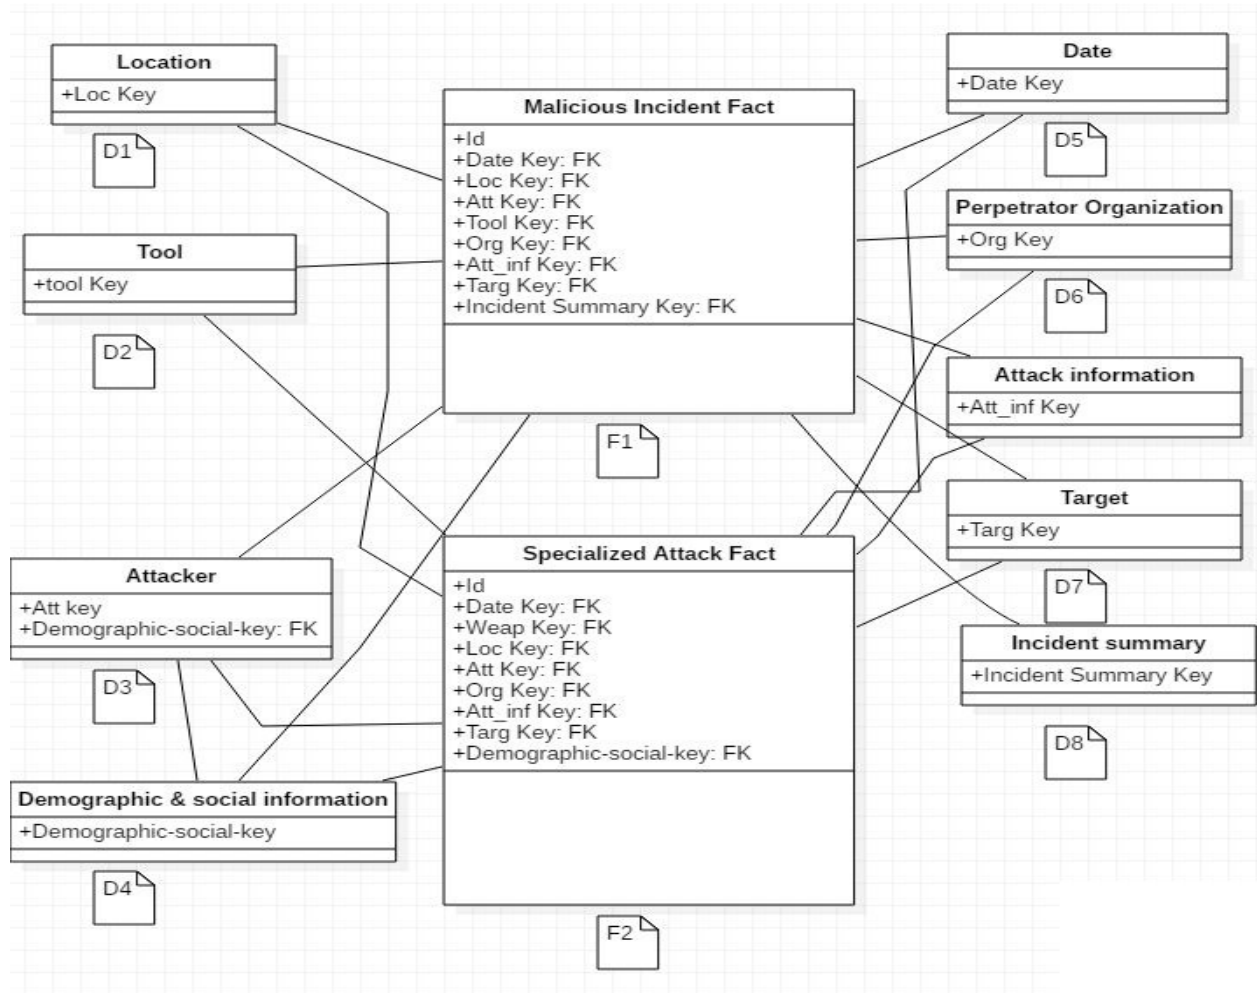 Location
+Loc Key
D1
Tool
+tool Key
D2
Attacker
+Att key
+Demographic-social-key: FK
D3
Demographic & social information
+Demographic-social-key
D4
Malicious Incident Fact
+Id
+Date Key: FK
+Loc Key: FK
+Att Key: FK
+Tool Key: FK
+Org Key: FK
+Att_inf Key: FK
+Targ Key: FK
+Incident Summary Key: FK
F1
Specialized Attack Fact
+Id
+Date Key: FK
+Weap Key: FK
+Loc Key: FK
+Att Key: FK
+Org Key: FK
+Att_inf Key: FK
+Targ Key: FK
+Demographic-social-key: FK
F2
Date
+Date Key
D5
Perpetrator Organization
+Org Key
D6
Attack information
+Att_inf Key
Target
+Targ Key
D7
Incident summary
+Incident Summary Key
D8